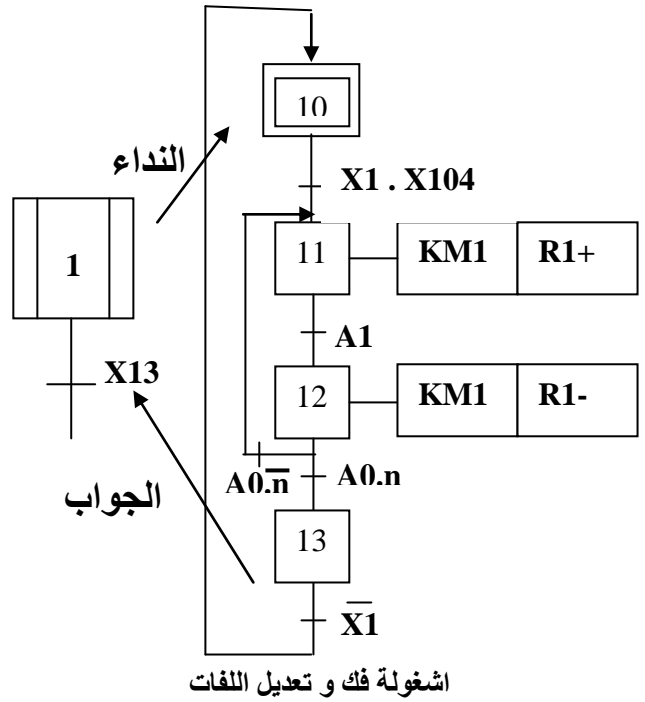 10
النداء
X1 . X104
1
11
KM1
R1+
A1
X13
12
KM1
R1-
A0.n̅
A0.n
الجواب
13
X̅1̅
اشغولة فك و تعديل اللفات